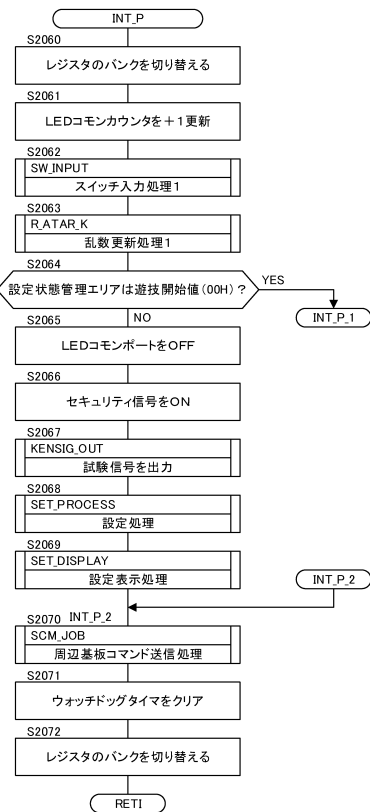 INT_P
S2060
レジスタのバンクを切り替える
S2061
LEDコモンカウンタを＋1更新
S2062
SW_INPUT
スイッチ入力処理1
S2063
R_ATAR_K
乱数更新処理1
S2064
設定状態管理エリアは遊技開始値(00H)？
YES
INT_P_1
NO
S2065
LEDコモンポートをOFF
S2066
セキュリティ信号をON
S2067
KENSIG_OUT
試験信号を出力
S2068
SET_PROCESS
設定処理
S2069
SET_DISPLAY
設定表示処理
INT_P_2
S2070 INT_P_2
SCM_JOB
周辺基板コマンド送信処理
S2071
ウォッチドッグタイマをクリア
S2072
レジスタのバンクを切り替える
RETI